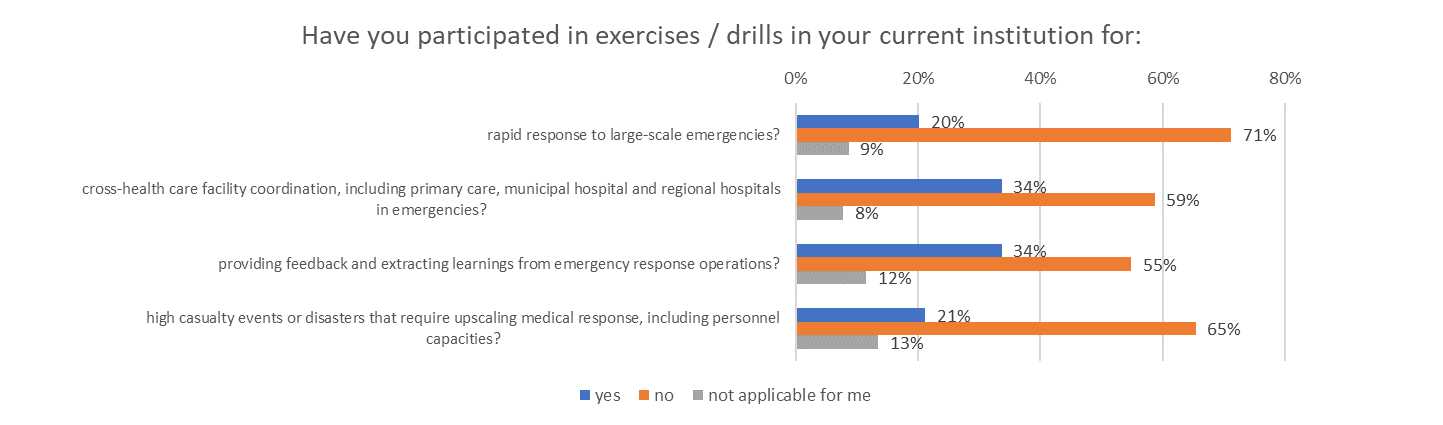 Have you participated in exercises / drills in your current institution for:
0% 20% 40% 60% 80%
rapid response to large-scale emergencies?
20%
71%
9%
cross-health care facility coordination, including primary care, municipal hospital and regional hospitals
in emergencies?
34%
59%
8%
providing feedback and extracting learnings from emergency response operations?
34%
55%
12%
high casualty events or disasters that require upscaling medical response, including personnel
capacities?
21%
65%
13%
yes no not applicable for me